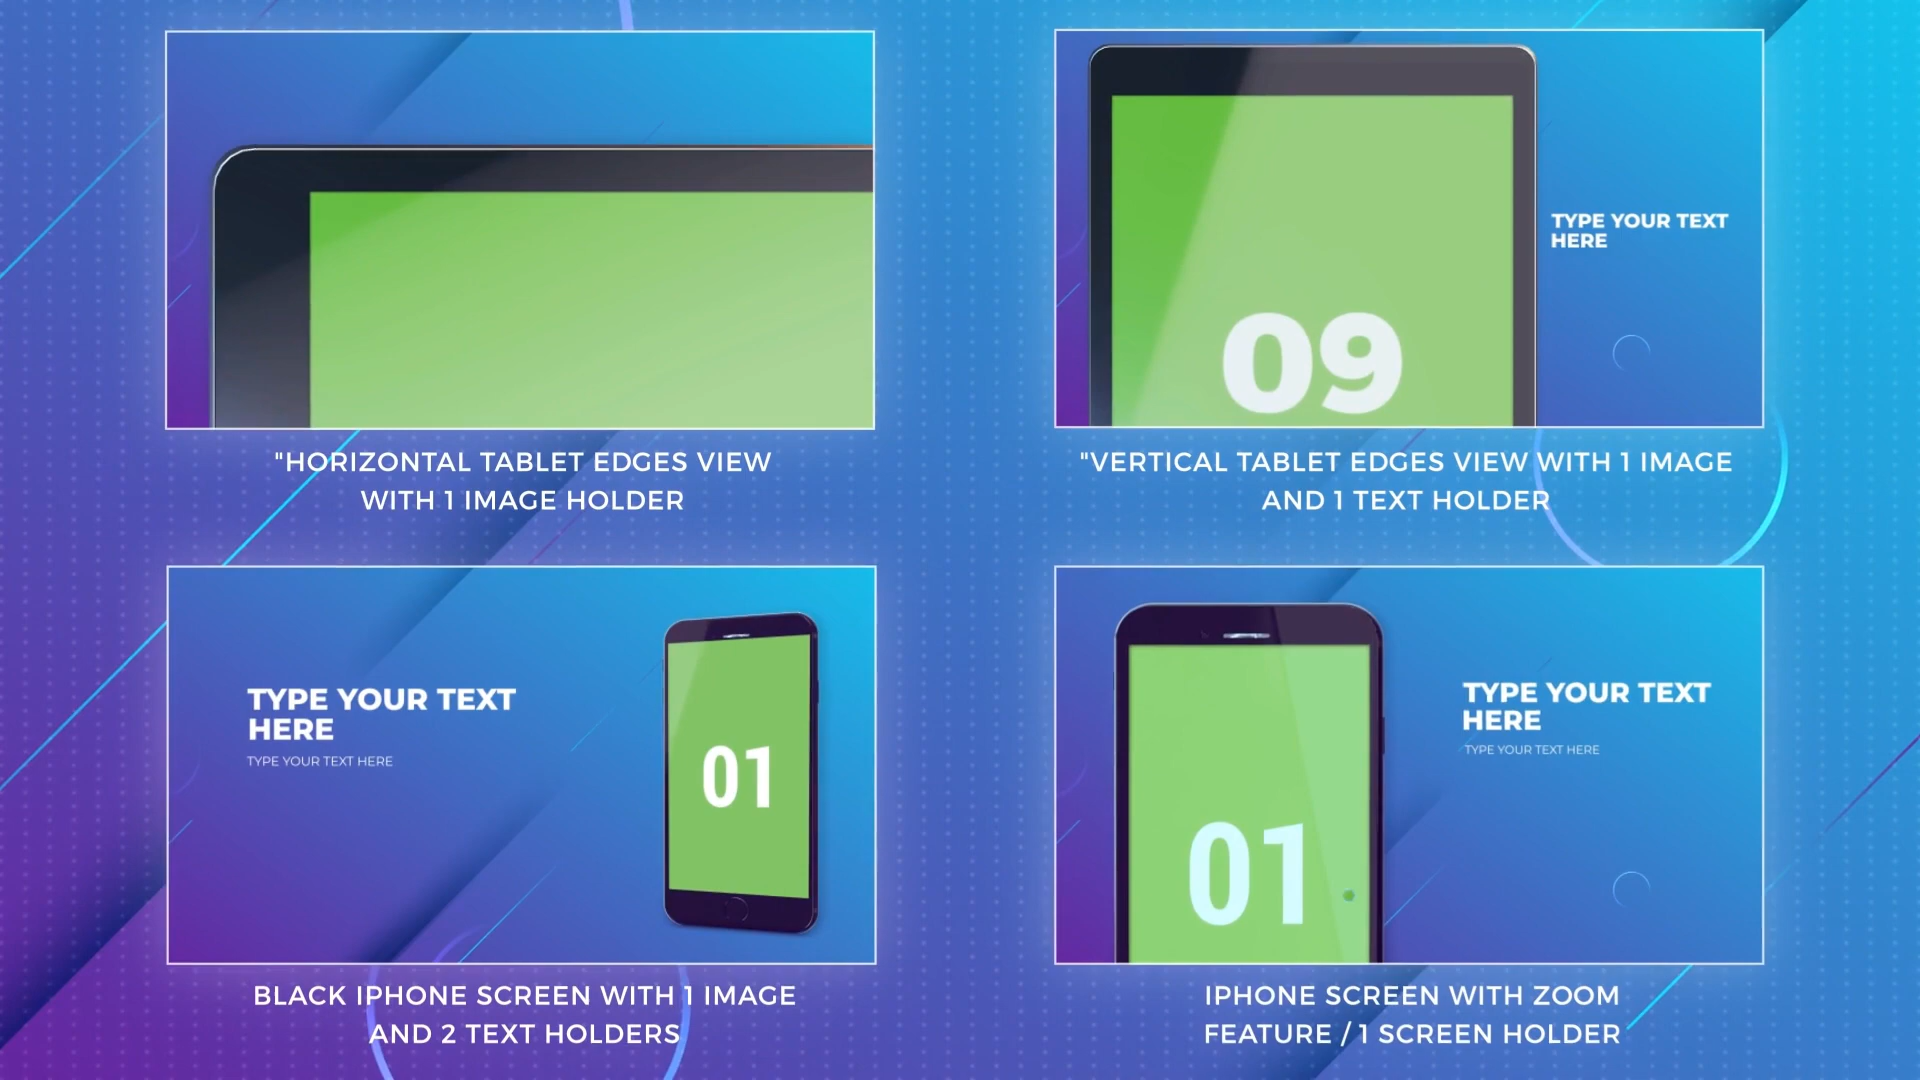 09
TYPE YOUR TEXT
HERE
"HORIZONTAL TABLET EDGES VIEW
WITH 1 IMAGE HOLDER
"VERTICAL TABLET EDGES VIEW WITH 1 IMAGE
AND 1 TEXT HOLDER
TYPE YOUR TEXT
HERE
TYPE YOUR TEXT HERE
01
01
TYPE YOUR TEXT
HERE
TYPE YOUR TEXT HERE
BLACK IPHONE SCREEN WITH 1 IMAGE
AND 2 TEXT HOLDERS
IPHONE SCREEN WITH ZOOM
FEATURE / 1 SCREEN HOLDER